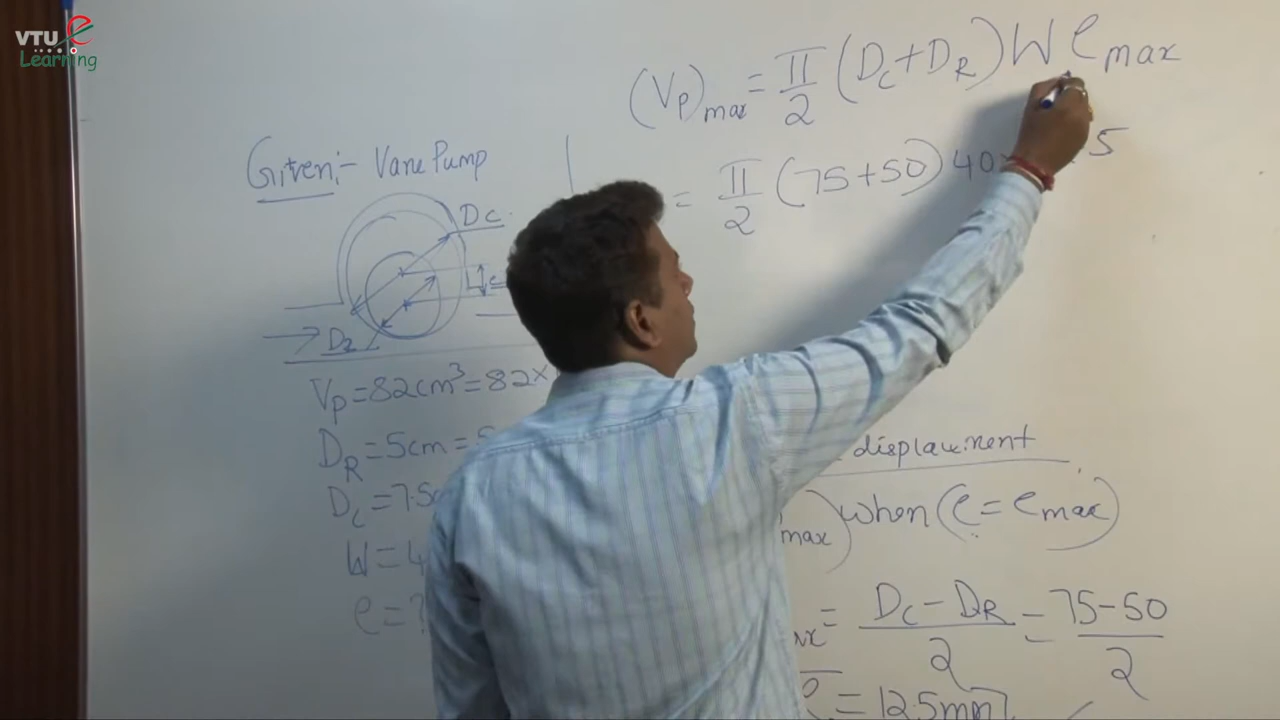 VTU e
Learning
(Vp)max = π/2 (Dc + DR) W emax
= π/2 (75+50) 40
5
Given:- Vane Pump
Dc
Vp = 82cm³ = 82×
DR = 5cm =
Dc = 7.5
W = 4
e = ?
displacement
max) when (e = emax)
= Dc - DR / 2 = 75-50 / 2
= 12.5mm